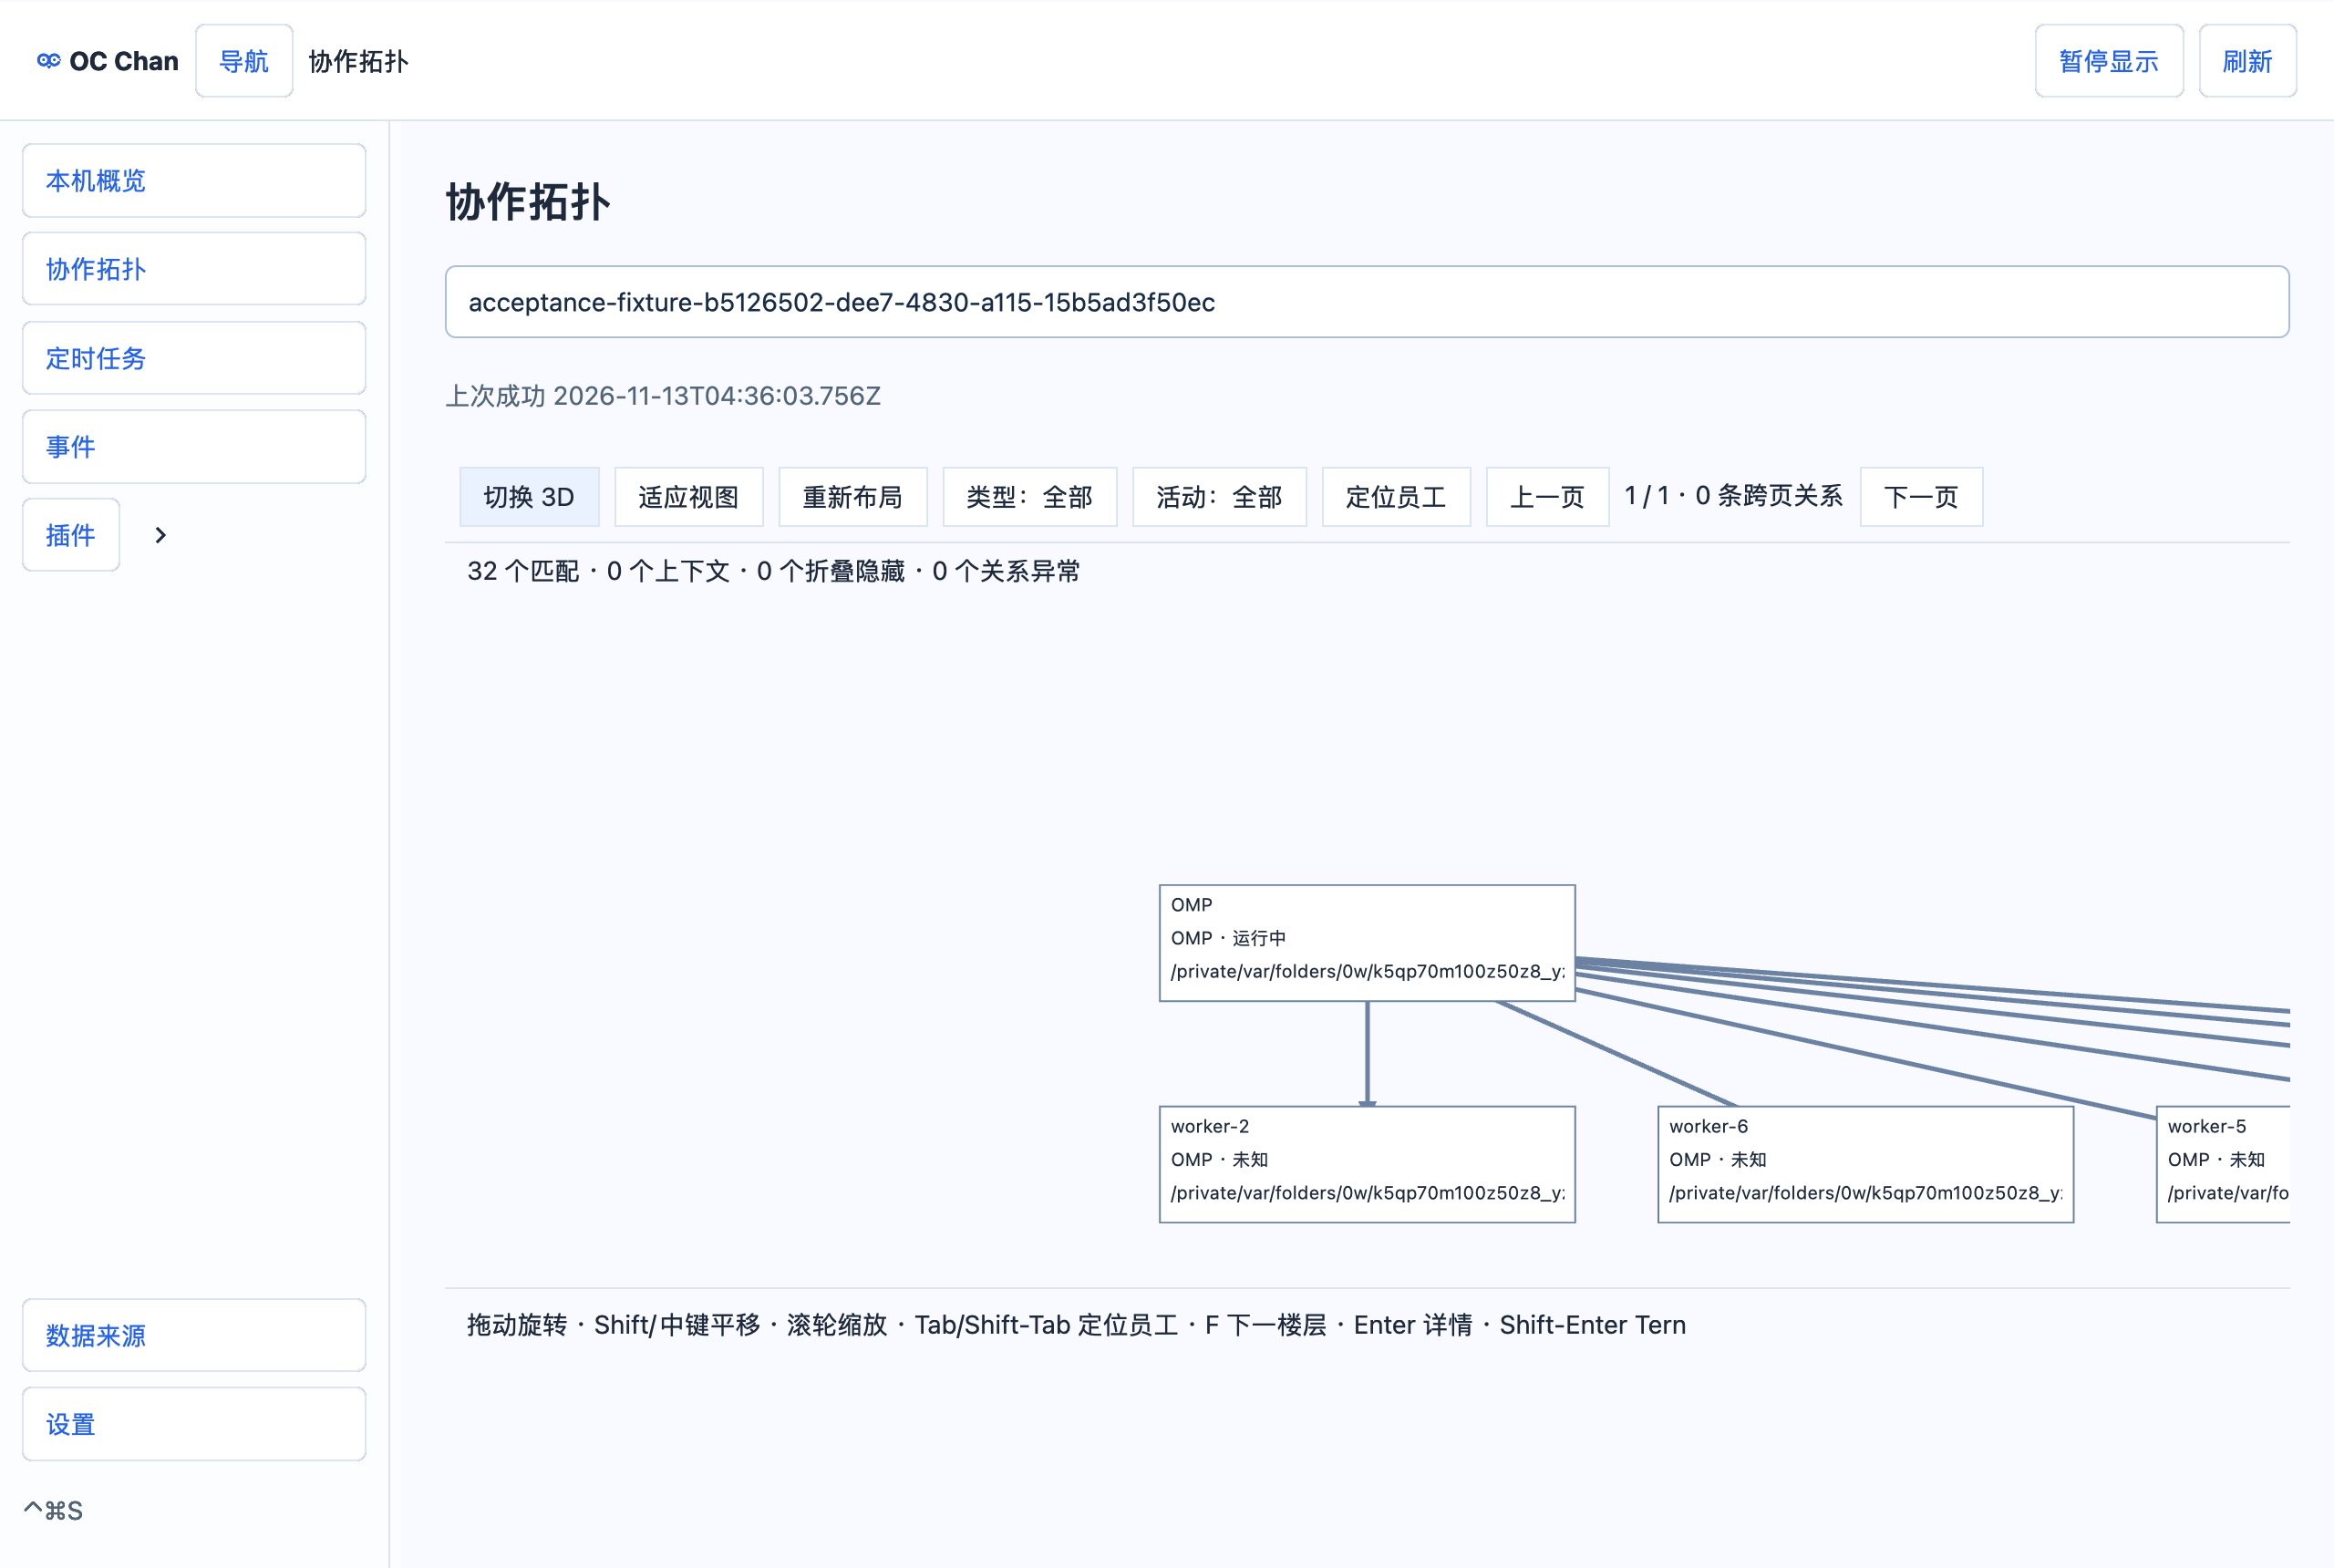 OC Chan 导航 协作拓扑 暂停显示 刷新
本机概览
协作拓扑
定时任务
事件
插件
数据来源
设置
^⌘S
协作拓扑
acceptance-fixture-b5126502-dee7-4830-a115-15b5ad3f50ec
上次成功 2026-11-13T04:36:03.756Z
切换 3D 适应视图 重新布局 类型：全部 活动：全部 定位员工 上一页 1 / 1 · 0 条跨页关系 下一页
32 个匹配 · 0 个上下文 · 0 个折叠隐藏 · 0 个关系异常
OMP
OMP · 运行中
/private/var/folders/0w/k5qp70m100z50z8_y
worker-2
OMP · 未知
/private/var/folders/0w/k5qp70m100z50z8_y
worker-6
OMP · 未知
/private/var/folders/0w/k5qp70m100z50z8_y
worker-5
OMP · 未知
/private/var/fo
拖动旋转 · Shift/中键平移 · 滚轮缩放 · Tab/Shift-Tab 定位员工 · F 下一楼层 · Enter 详情 · Shift-Enter Tern